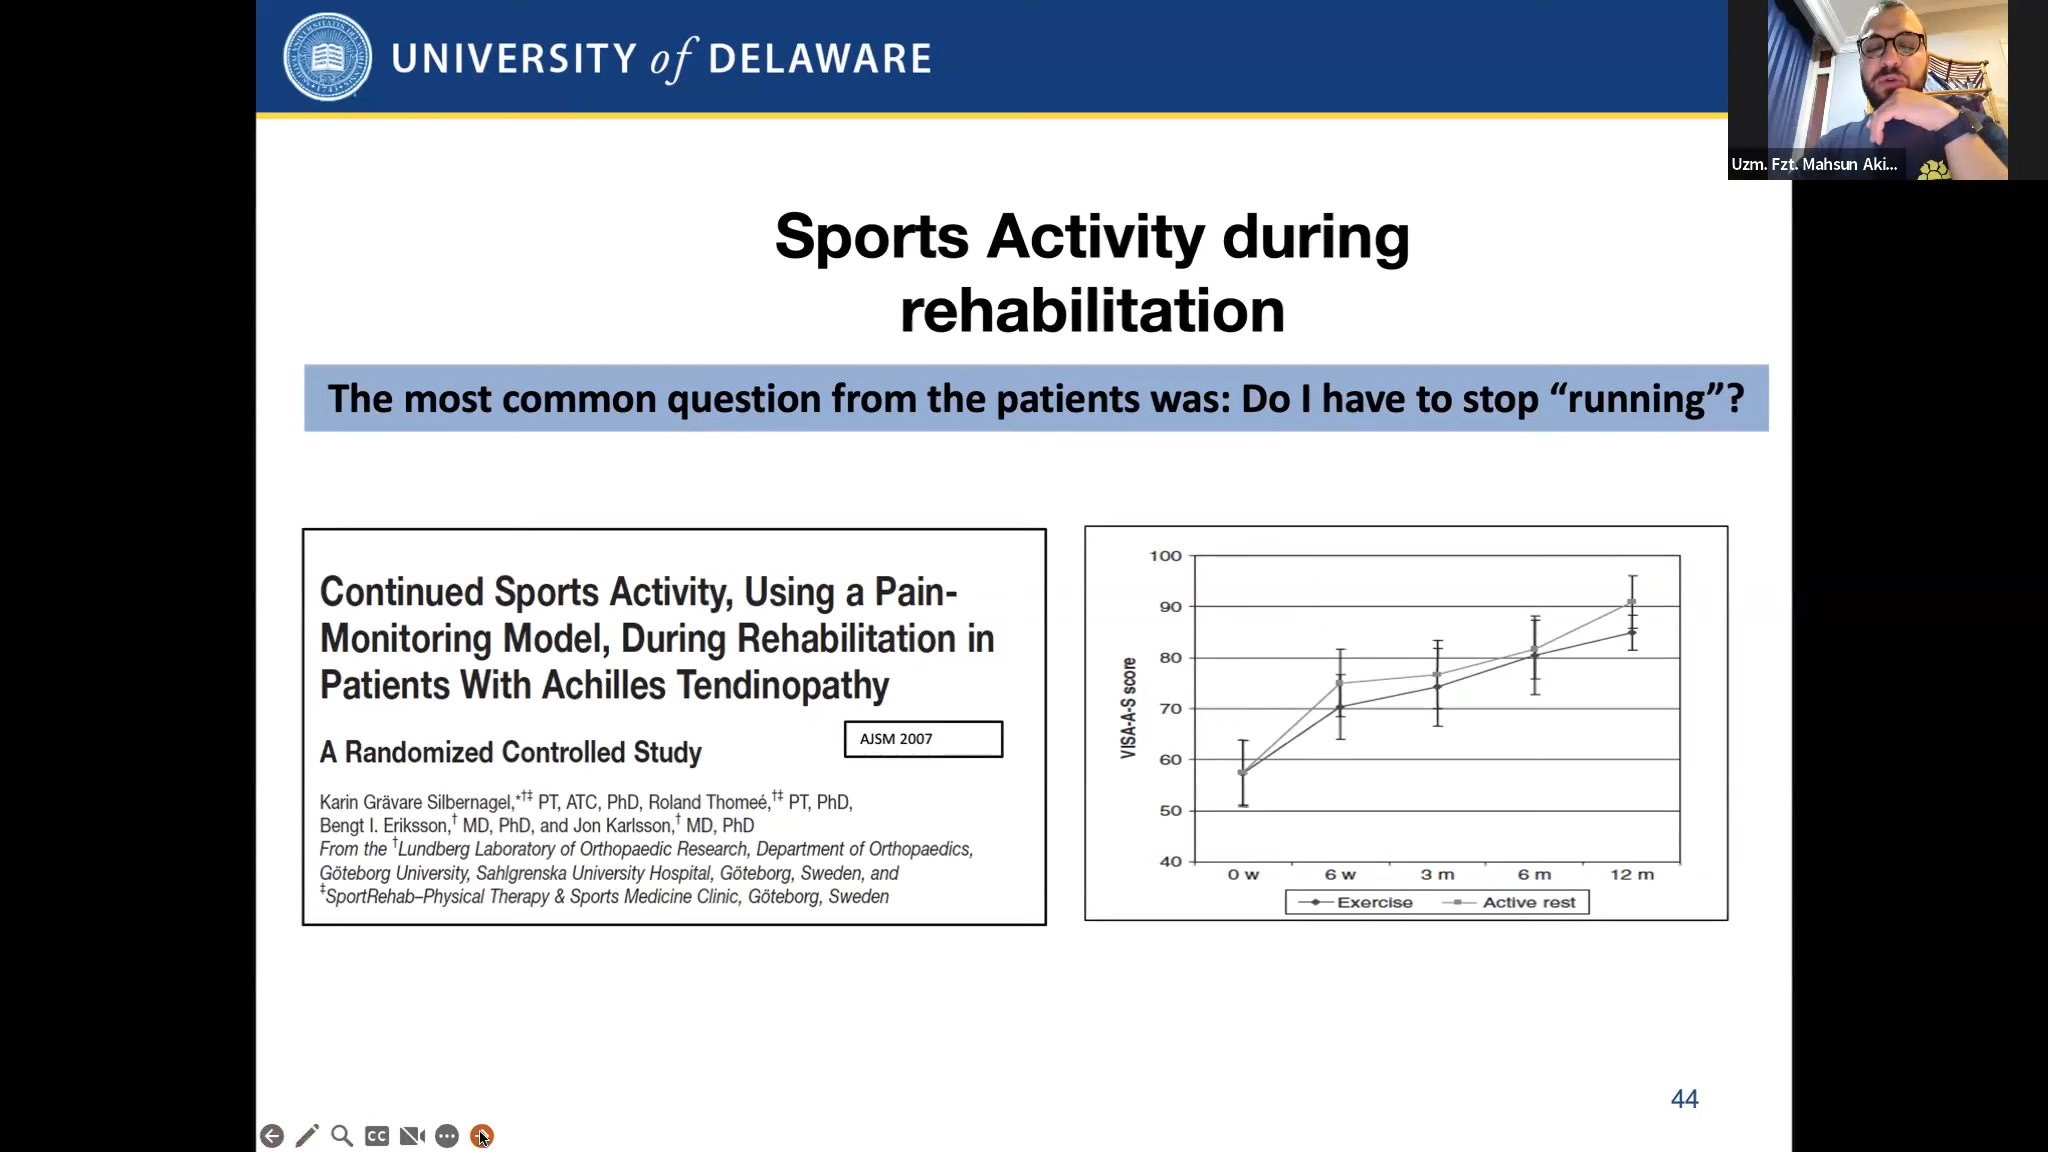 UNIVERSITY of DELAWARE
Uzm. Fzt. Mahsun Aki...
Sports Activity during
rehabilitation
The most common question from the patients was: Do I have to stop “running”?
Continued Sports Activity, Using a Pain-
Monitoring Model, During Rehabilitation in
Patients With Achilles Tendinopathy
AJSM 2007
A Randomized Controlled Study
Karin Grävare Silbernagel,*†‡ PT, ATC, PhD, Roland Thomeé,†‡ PT, PhD,
Bengt I. Eriksson,† MD, PhD, and Jon Karlsson,† MD, PhD
From the †Lundberg Laboratory of Orthopaedic Research, Department of Orthopaedics,
Göteborg University, Sahlgrenska University Hospital, Göteborg, Sweden, and
‡SportRehab–Physical Therapy & Sports Medicine Clinic, Göteborg, Sweden
VISA-A-S score
100
90
80
70
60
50
40
0 w 6 w 3 m 6 m 12 m
Exercise Active rest
44
CC